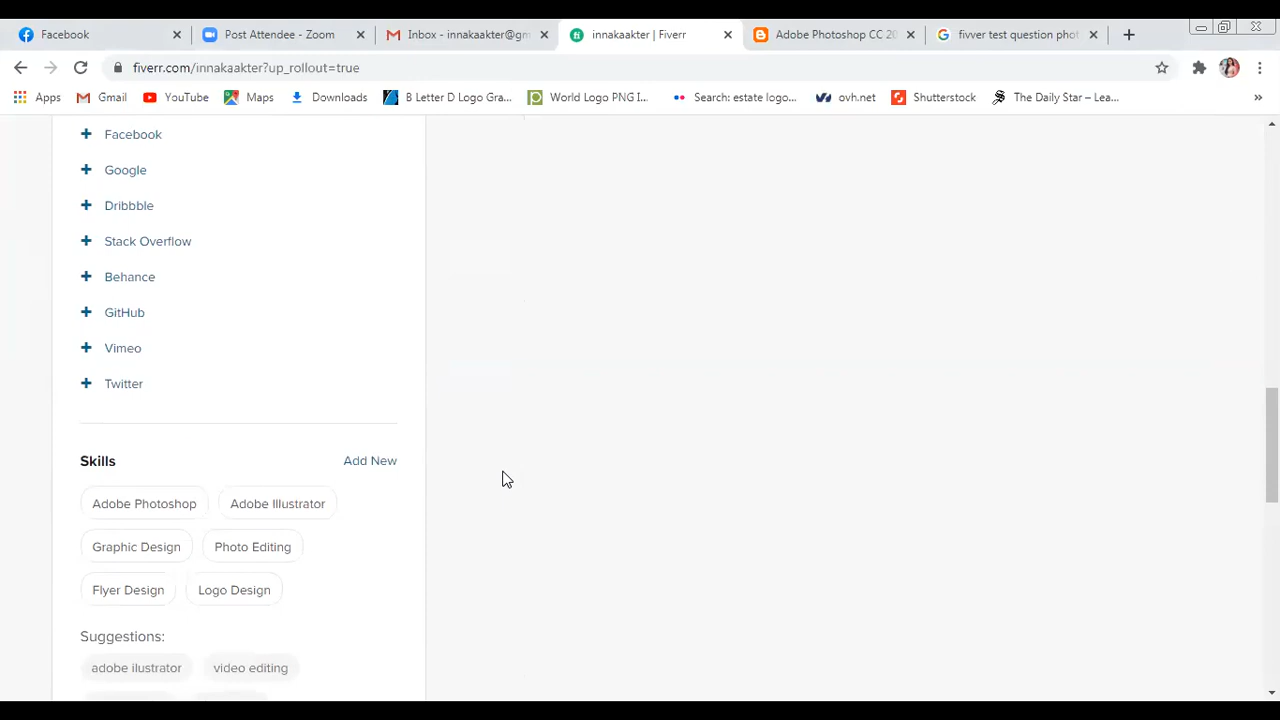 Facebook Post Attendee - Zoom Inbox - innakaakter@gm innakaakter | Fiverr Adobe Photoshop CC 20 fivver test question phot
fiverr.com/innakaakter?up_rollout=true
Apps Gmail YouTube Maps Downloads B Letter D Logo Gra... World Logo PNG I... Search: estate logo... ovh.net Shutterstock The Daily Star – Lea... »
Facebook
Google
Dribbble
Stack Overflow
Behance
GitHub
Vimeo
Twitter
Skills Add New
Adobe Photoshop Adobe Illustrator
Graphic Design Photo Editing
Flyer Design Logo Design
Suggestions:
adobe ilustrator video editing